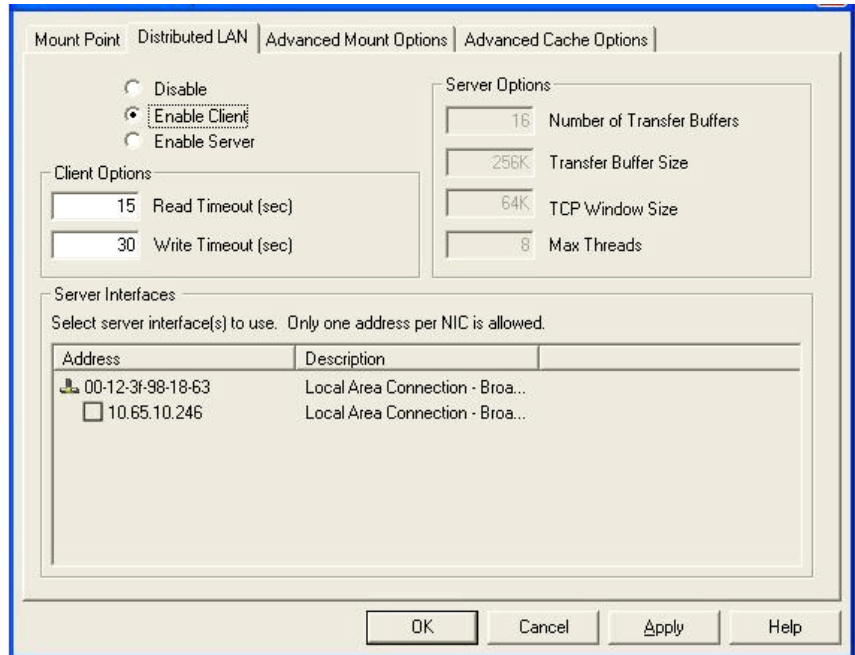 Mount Point Distributed LAN Advanced Mount Options Advanced Cache Options
Disable
Enable Client
Enable Server
Client Options
15 Read Timeout (sec)
30 Write Timeout (sec)
Server Options
16 Number of Transfer Buffers
256K Transfer Buffer Size
64K TCP Window Size
8 Max Threads
Server Interfaces
Select server interface(s) to use. Only one address per NIC is allowed.
Address Description
00-12-3f-98-18-63 Local Area Connection - Broa...
10.65.10.246 Local Area Connection - Broa...
OK Cancel Apply Help